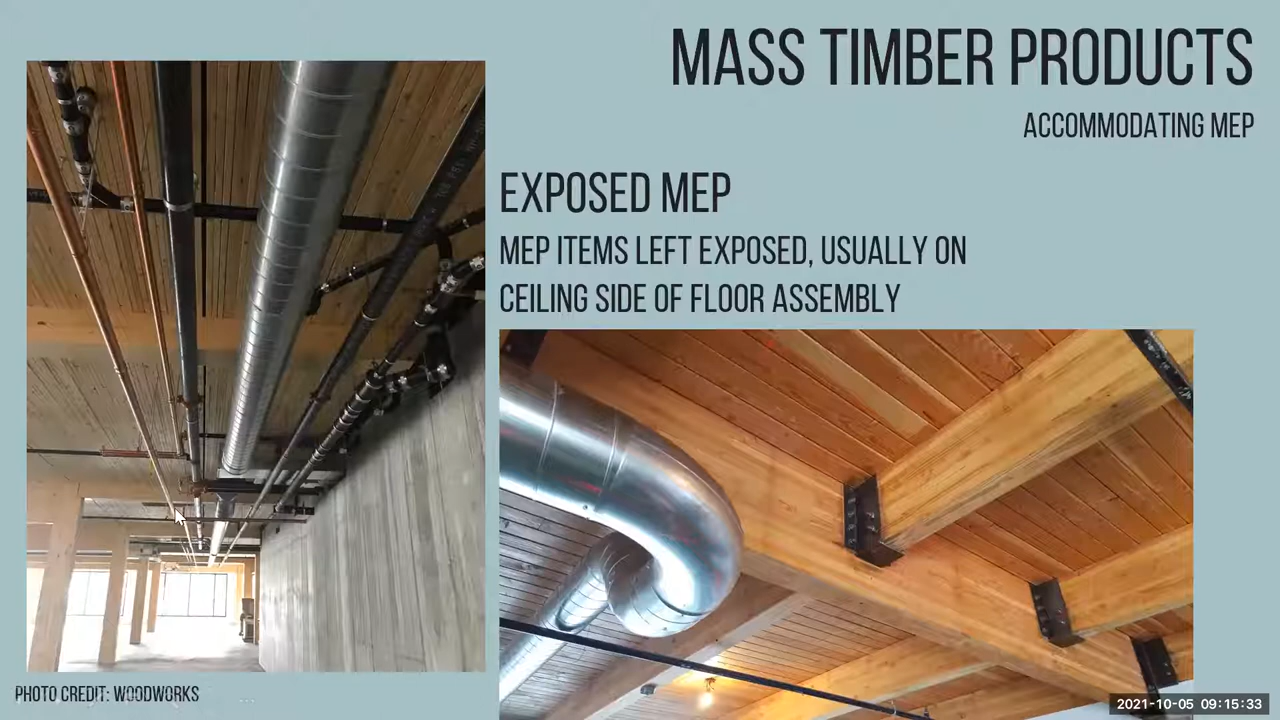 MASS TIMBER PRODUCTS
ACCOMMODATING MEP
EXPOSED MEP
MEP ITEMS LEFT EXPOSED, USUALLY ON
CEILING SIDE OF FLOOR ASSEMBLY
PHOTO CREDIT: WOODWORKS
2021-10-05 09:15:33